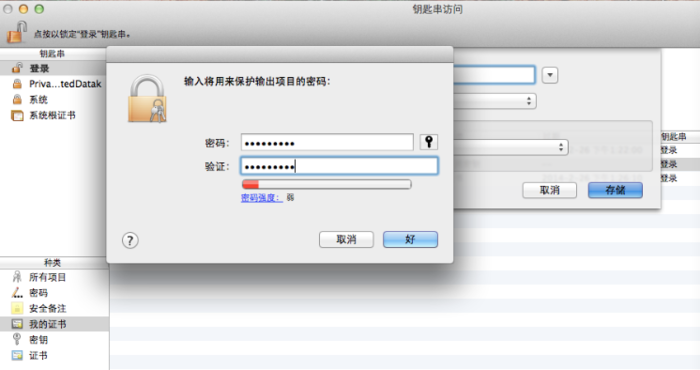 钥匙串访问
点按以锁定“登录”钥匙串。
钥匙串
登录
Priva...tedDatak
系统
系统根证书
输入将用来保护输出项目的密码：
密码：
验证：
密码强度： 弱
取消
好
取消
存储
登录
登录
登录
种类
所有项目
密码
安全备注
我的证书
密钥
证书